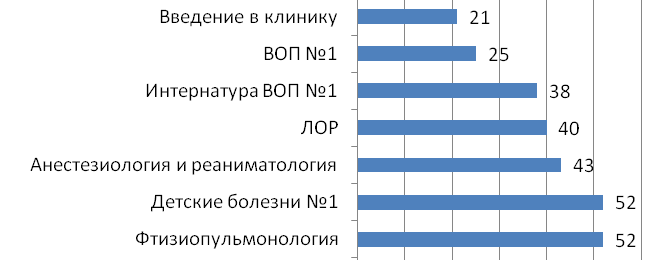 Введение в клинику 21
ВОП №1 25
Интернатура ВОП №1 38
ЛОР 40
Анестезиология и реаниматология 43
Детские болезни №1 52
Фтизиопульмонология 52